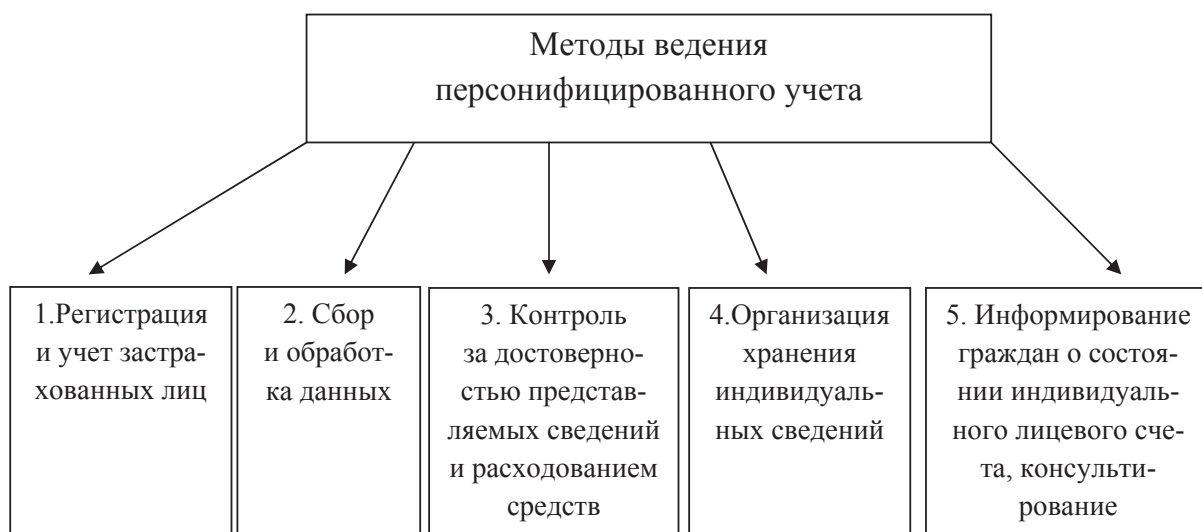 Методы ведения
персонифицированного учета
1.Регистрация
и учет застра-
хованных лиц
2. Сбор
и обработ-
ка данных
3. Контроль
за достоверно-
стью представ-
ляемых сведений
и расходованием
средств
4.Организация
хранения
индивидуаль-
ных сведений
5. Информирование
граждан о состоя-
нии индивидуаль-
ного лицевого сче-
та, консульти-
рование